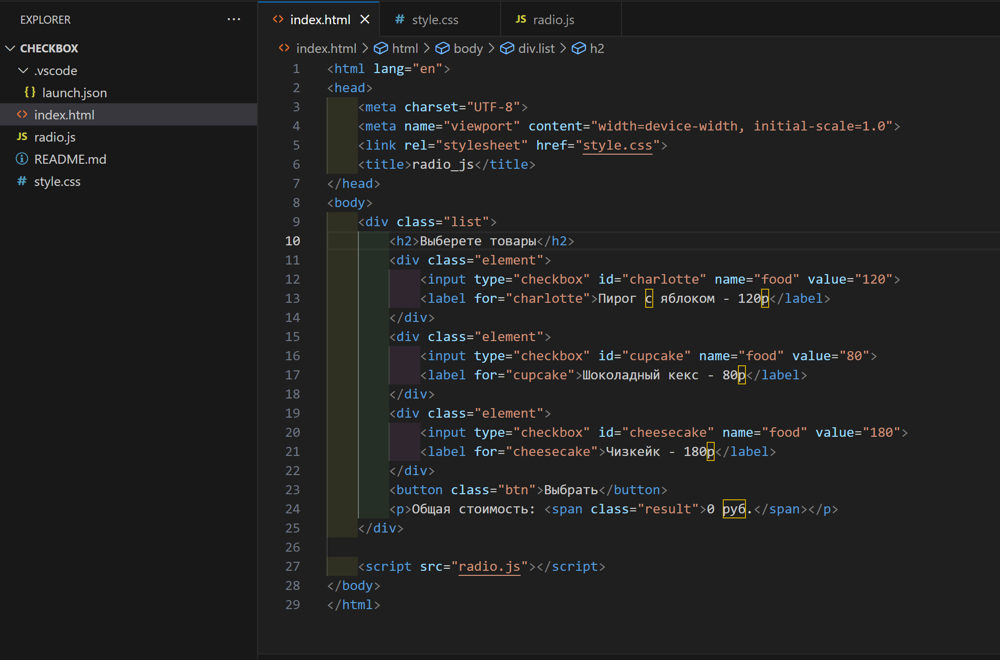 EXPLORER
CHECKBOX
.vscode
{} launch.json
<> index.html
JS radio.js
README.md
# style.css
<> index.html
# style.css
JS radio.js
<> index.html > html > body > div.list > h2
1 <html lang="en">
2 <head>
3 <meta charset="UTF-8">
4 <meta name="viewport" content="width=device-width, initial-scale=1.0">
5 <link rel="stylesheet" href="style.css">
6 <title>radio_js</title>
7 </head>
8 <body>
9 <div class="list">
10 <h2>Выберете товары</h2>
11 <div class="element">
12 <input type="checkbox" id="charlotte" name="food" value="120">
13 <label for="charlotte">Пирог с яблоком - 120р</label>
14 </div>
15 <div class="element">
16 <input type="checkbox" id="cupcake" name="food" value="80">
17 <label for="cupcake">Шоколадный кекс - 80р</label>
18 </div>
19 <div class="element">
20 <input type="checkbox" id="cheesecake" name="food" value="180">
21 <label for="cheesecake">Чизкейк - 180р</label>
22 </div>
23 <button class="btn">Выбрать</button>
24 <p>Общая стоимость: <span class="result">0 руб.</span></p>
25 </div>
26
27 <script src="radio.js"></script>
28 </body>
29 </html>